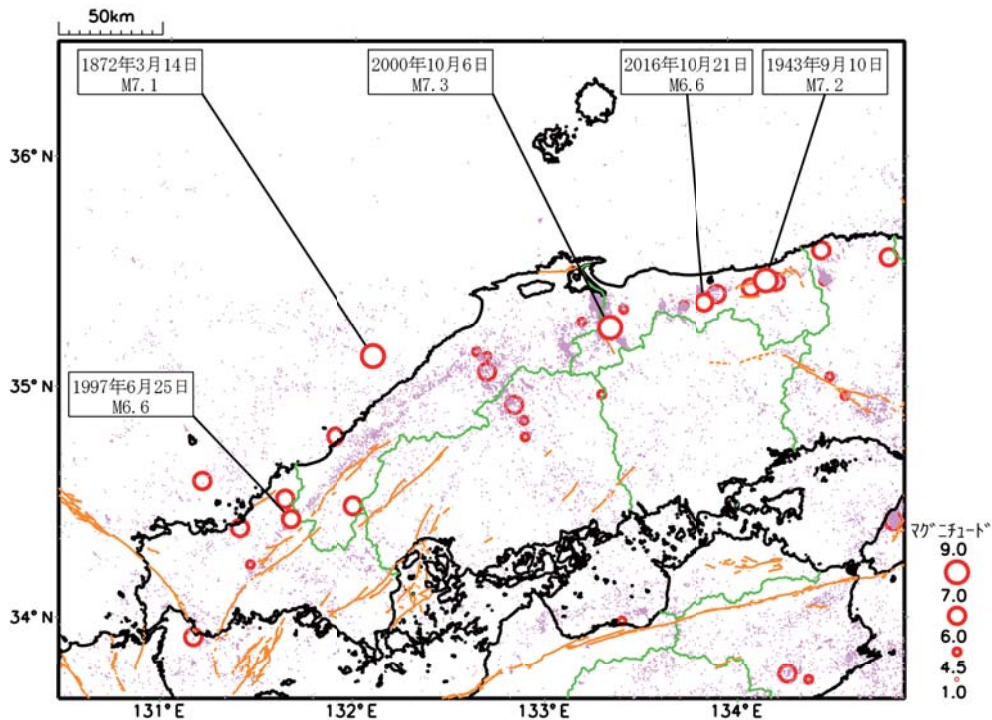 50km
1872年3月14日
M7.1
2000年10月6日
M7.3
2016年10月21日
M6.6
1943年9月10日
M7.2
36°N
35°N
1997年6月25日
M6.6
34°N
マグニチュード
9.0
7.0
6.0
4.5
1.0
131°E
132°E
133°E
134°E